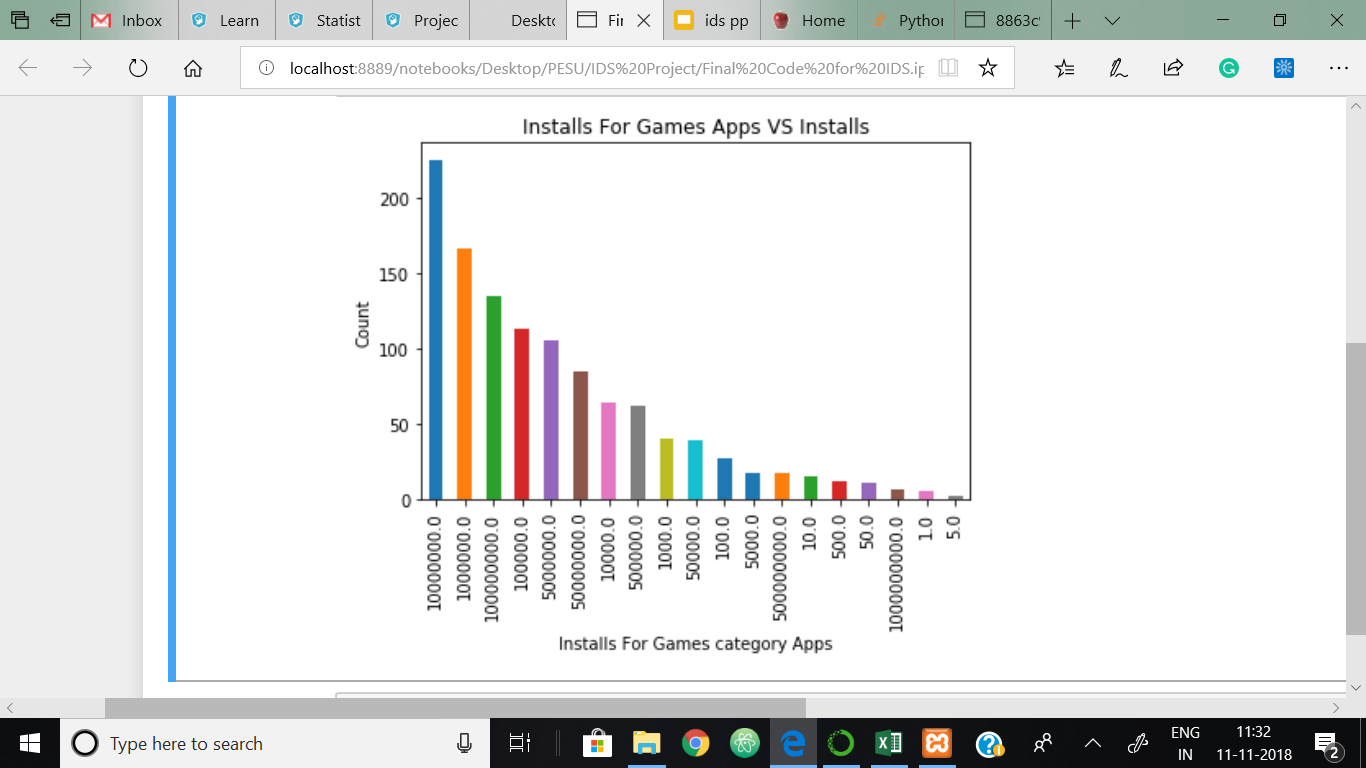 Inbox
Learn
Statist
Projec
Deskto
Fir
ids pp
Home
Python
8863c
localhost:8889/notebooks/Desktop/PESU/IDS%20Project/Final%20Code%20for%20IDS.ip
Installs For Games Apps VS Installs
Count
200
150
100
50
0
10000000.0
1000000.0
100000000.0
100000.0
5000000.0
50000000.0
10000.0
500000.0
1000.0
50000.0
100.0
5000.0
500000000.0
10.0
500.0
50.0
1000000000.0
1.0
5.0
Installs For Games category Apps
Type here to search
ENG
IN
11:32
11-11-2018
2